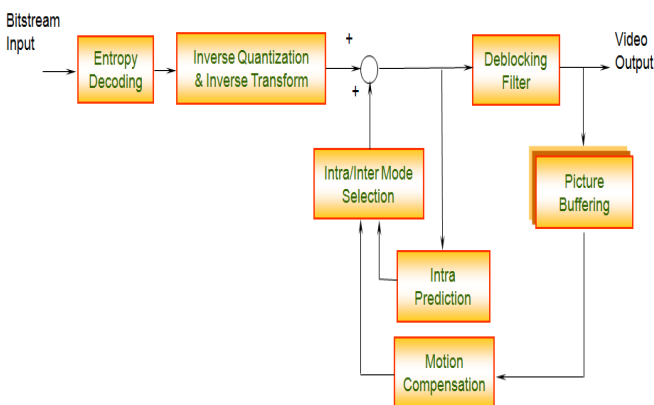 Bitstream
Input
Entropy
Decoding
Inverse Quantization
& Inverse Transform
+
+
Deblocking
Filter
Video
Output
Intra/Inter Mode
Selection
Picture
Buffering
Intra
Prediction
Motion
Compensation